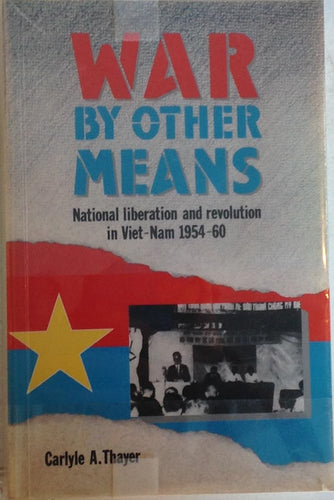 WAR
BY OTHER
MEANS
National liberation and revolution
in Viet-Nam 1954-60
Carlyle A. Thayer